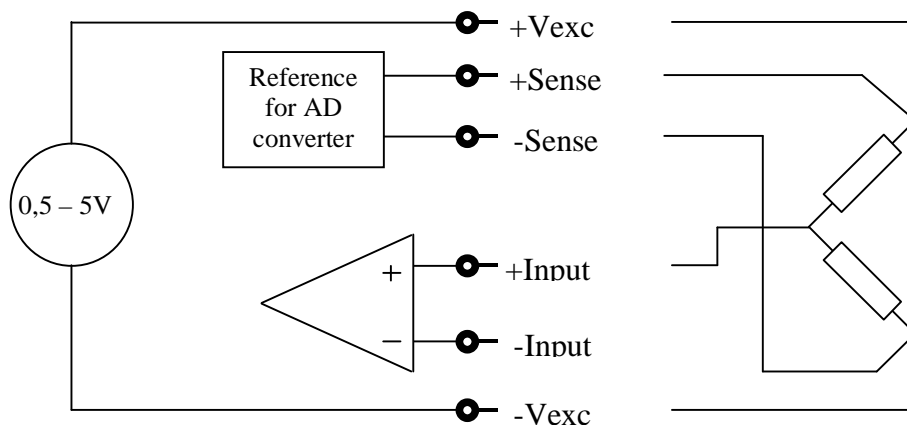 +Vexc
Reference
for AD
converter
+Sense
-Sense
0,5 – 5V
+
+Input
−
-Input
-Vexc